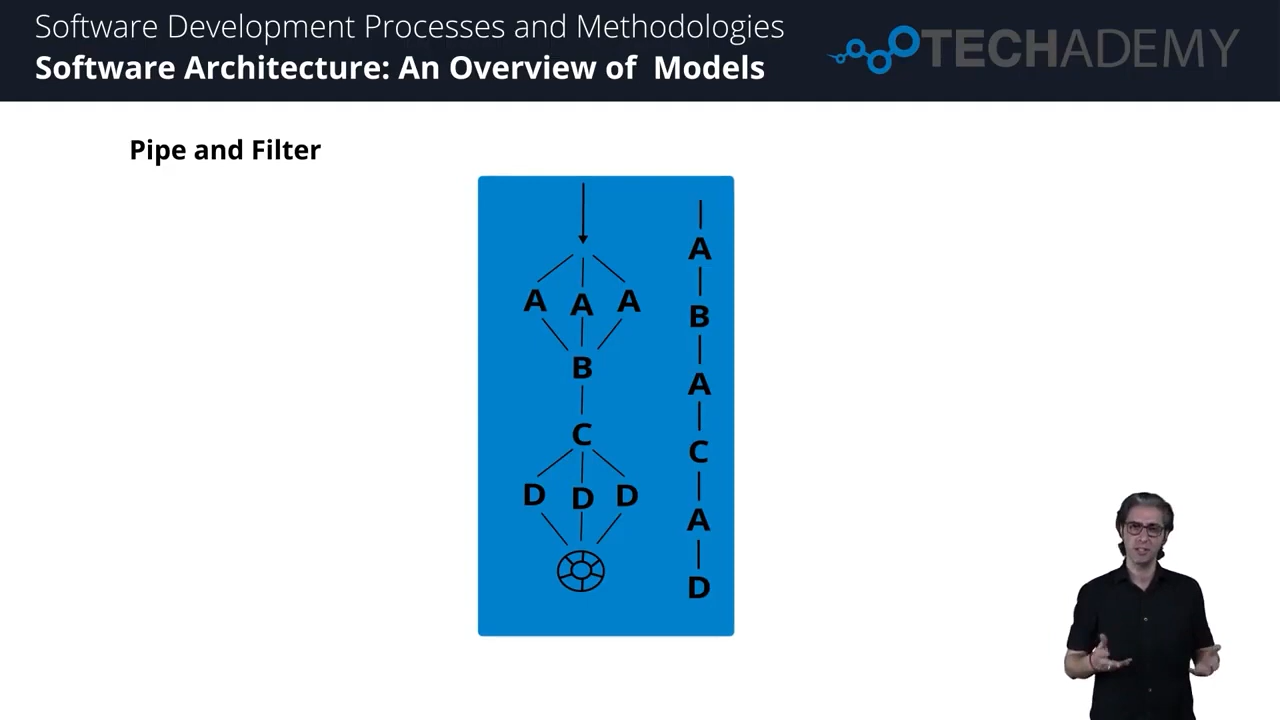 Software Development Processes and Methodologies
Software Architecture: An Overview of Models
TECHADEMY
Pipe and Filter
A A A
B
C
D D D
A
B
A
C
A
D